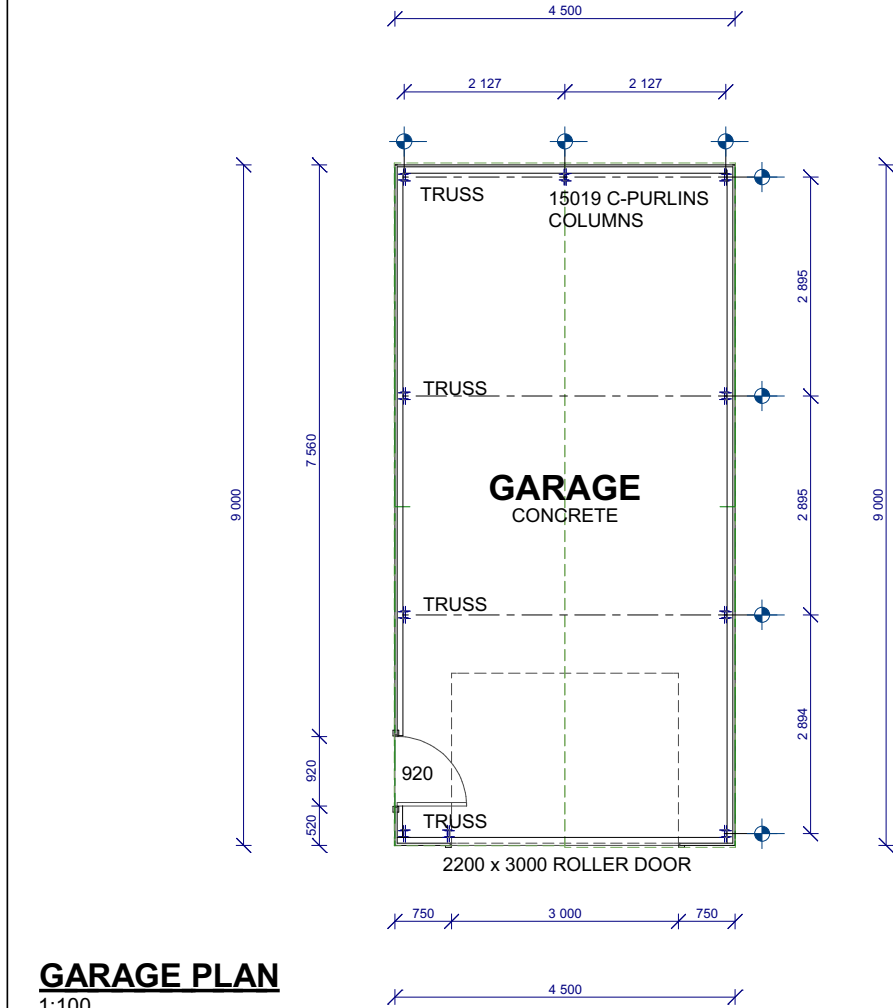 4 500
2 127
2 127
TRUSS
15019 C-PURLINS
COLUMNS
2 895
TRUSS
7 560
9 000
GARAGE
CONCRETE
2 895
9 000
TRUSS
2 894
920
920
520
TRUSS
2200 x 3000 ROLLER DOOR
750
3 000
750
GARAGE PLAN
1:100
4 500